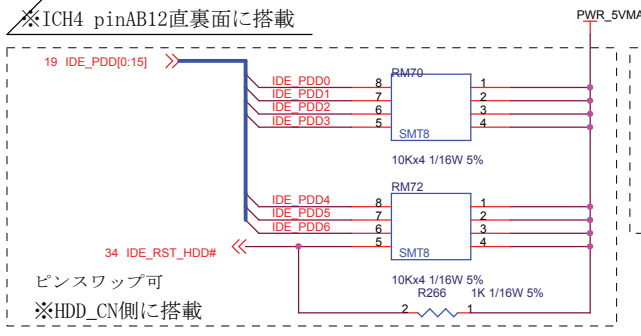 ※ICH4 pinAB12直裏面に搭載
PWR_5VMA
19 IDE_PDD[0:15]
RM70
IDE_PDD0 8 1
IDE_PDD1 7 2
IDE_PDD2 6 3
IDE_PDD3 5 4
SMT8
10Kx4 1/16W 5%
RM72
IDE_PDD4 8 1
IDE_PDD5 7 2
IDE_PDD6 6 3
5 4
34 IDE_RST_HDD#
SMT8
ピンスワップ可
10Kx4 1/16W 5%
R266 1K 1/16W 5%
2 1
※HDD_CN側に搭載